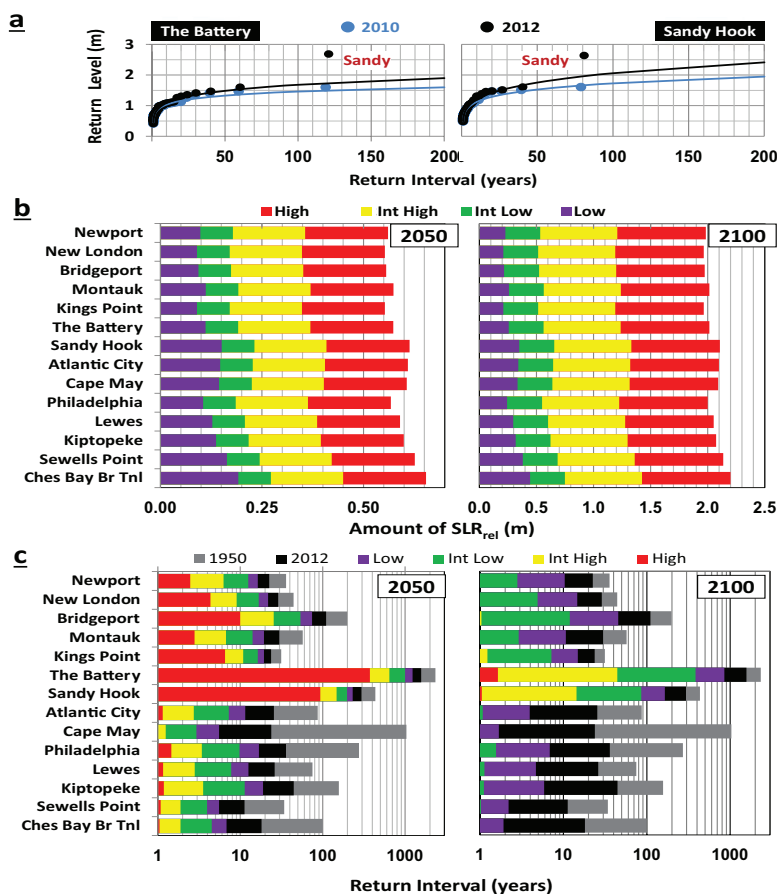 a
The Battery
2010
2012
Sandy Hook
Return Level (m)
3
2
1
0
Sandy
Sandy
50 100 150 200
50 100 150 200
Return Interval (years)
b
High Int High Int Low Low
2050
2100
Newport
New London
Bridgeport
Montauk
Kings Point
The Battery
Sandy Hook
Atlantic City
Cape May
Philadelphia
Lewes
Kiptopeke
Sewells Point
Ches Bay Br Tnl
0.00 0.25 0.50
0.0 0.5 1.0 1.5 2.0 2.5
Amount of SLRrel (m)
c
1950 2012 Low Int Low Int High High
2050
2100
Newport
New London
Bridgeport
Montauk
Kings Point
The Battery
Sandy Hook
Atlantic City
Cape May
Philadelphia
Lewes
Kiptopeke
Sewells Point
Ches Bay Br Tnl
1 10 100 1000
1 10 100 1000
Return Interval (years)